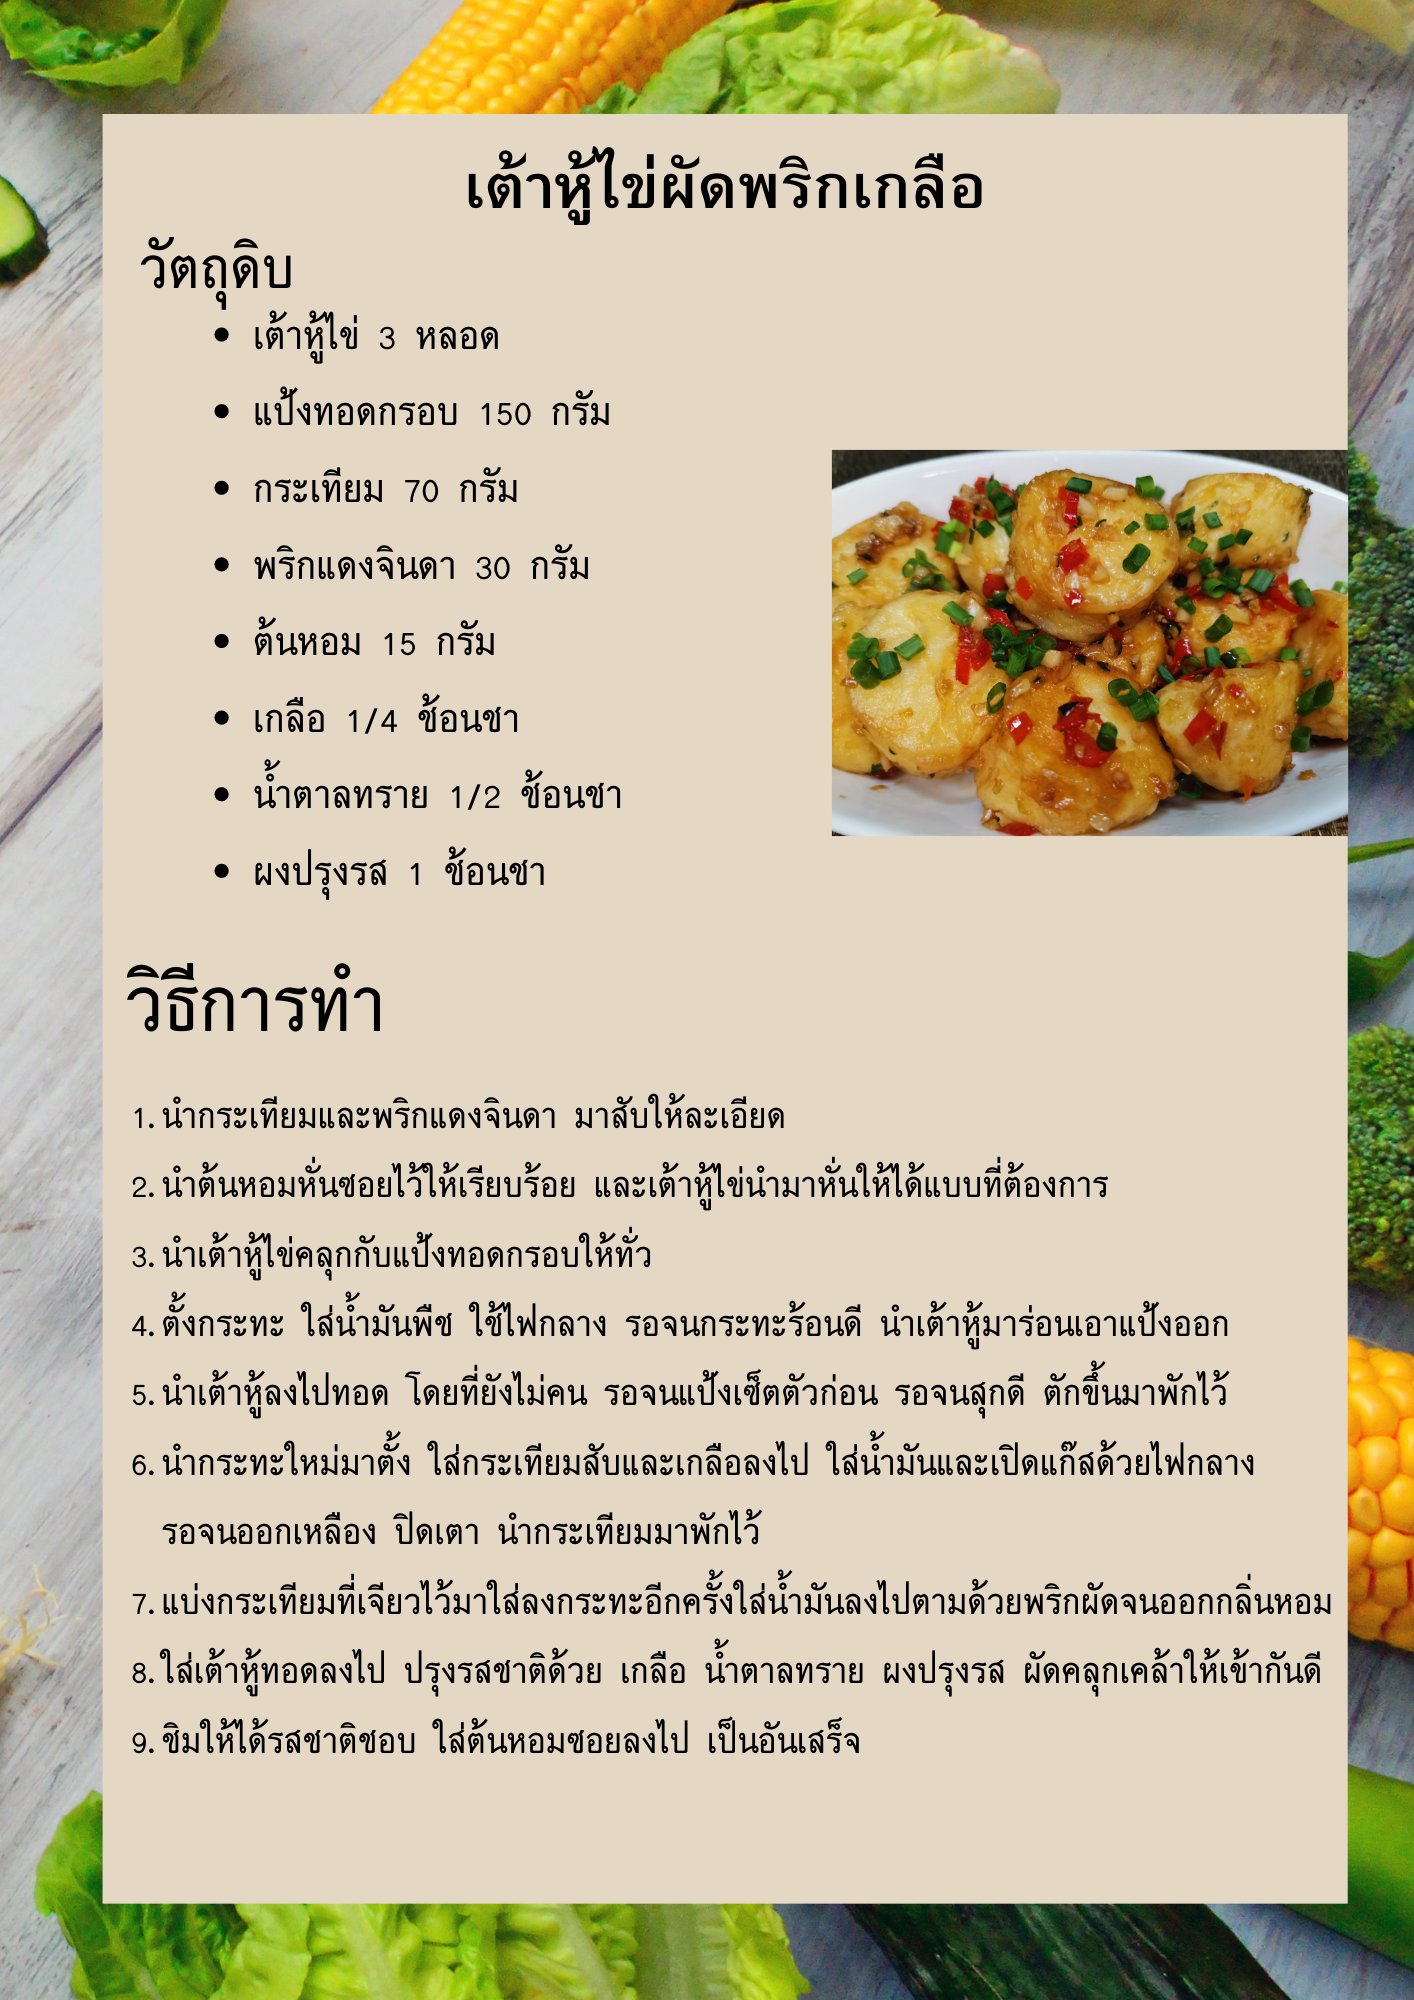 เต้าหู้ไข่ผัดพริกเกลือ
วัตถุดิบ
• เต้าหู้ไข่ 3 หลอด
• แป้งทอดกรอบ 150 กรัม
• กระเทียม 70 กรัม
• พริกแดงจินดา 30 กรัม
• ต้นหอม 15 กรัม
• เกลือ 1/4 ช้อนชา
• น้ำตาลทราย 1/2 ช้อนชา
• ผงปรุงรส 1 ช้อนชา
วิธีการทำ
1. นำกระเทียมและพริกแดงจินดา มาสับให้ละเอียด
2. นำต้นหอมหั่นซอยไว้ให้เรียบร้อย และเต้าหู้ไข่นำมาหั่นให้ได้แบบที่ต้องการ
3. นำเต้าหู้ไข่คลุกกับแป้งทอดกรอบให้ทั่ว
4. ตั้งกระทะ ใส่น้ำมันพืช ใช้ไฟกลาง รอจนกระทะร้อนดี นำเต้าหู้มาร่อนเอาแป้งออก
5. นำเต้าหู้ลงไปทอด โดยที่ยังไม่คน รอจนแป้งเซ็ตตัวก่อน รอจนสุกดี ตักขึ้นมาพักไว้
6. นำกระทะใหม่มาตั้ง ใส่กระเทียมสับและเกลือลงไป ใส่น้ำมันและเปิดแก๊สด้วยไฟกลาง
รอจนออกเหลือง ปิดเตา นำกระเทียมมาพักไว้
7. แบ่งกระเทียมที่เจียวไว้มาใส่ลงกระทะอีกครั้งใส่น้ำมันลงไปตามด้วยพริกผัดจนออกกลิ่นหอม
8. ใส่เต้าหู้ทอดลงไป ปรุงรสชาติด้วย เกลือ น้ำตาลทราย ผงปรุงรส ผัดคลุกเคล้าให้เข้ากันดี
9. ชิมให้ได้รสชาติชอบ ใส่ต้นหอมซอยลงไป เป็นอันเสร็จ